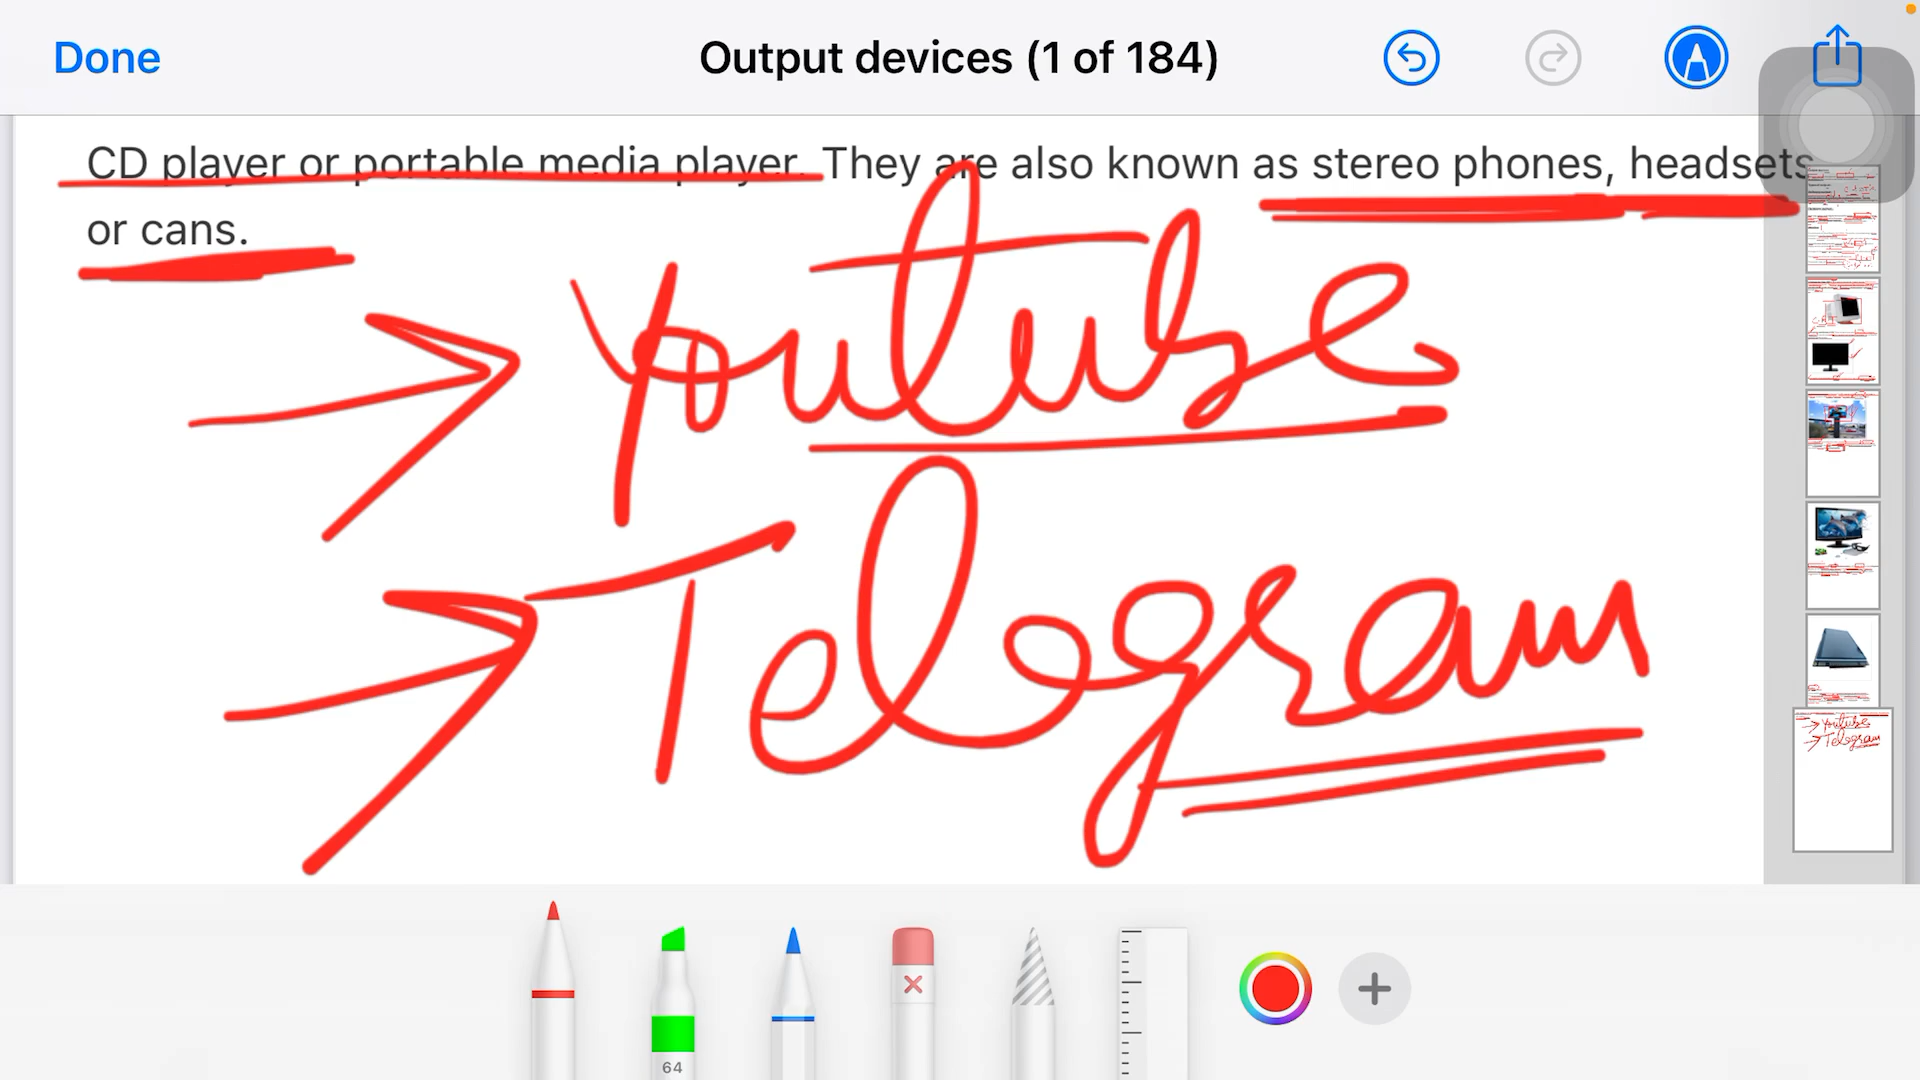 Done
Output devices (1 of 184)
CD player or portable media player. They are also known as stereo phones, headsets
or cans.
Youtube
Telegram
64